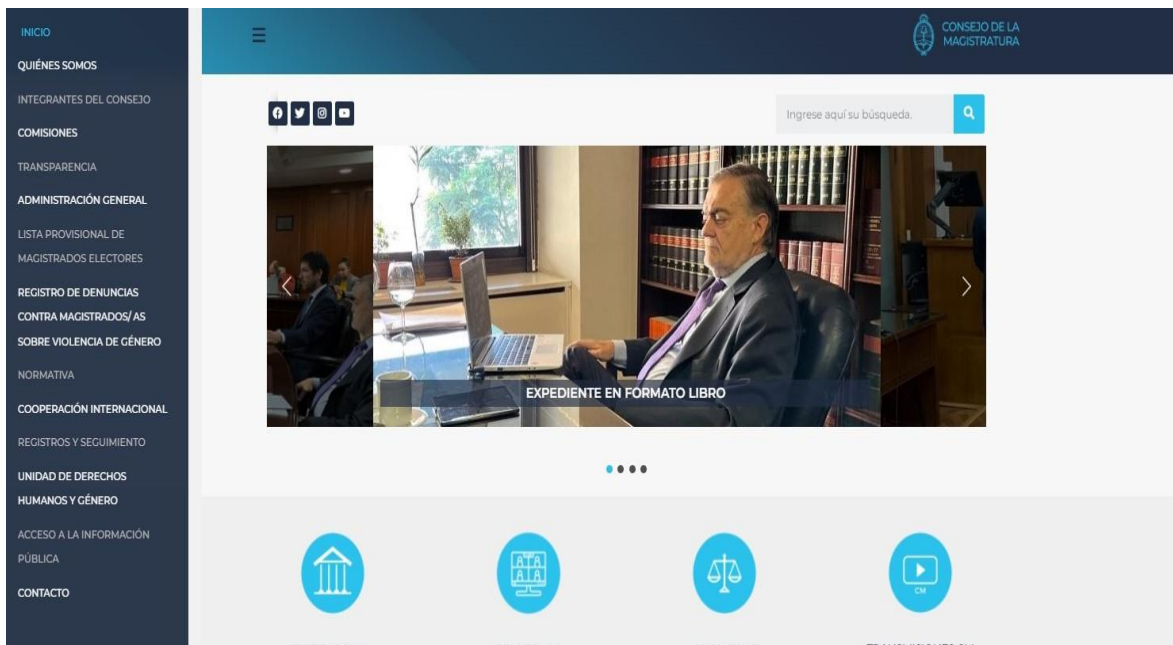 INICIO
QUIÉNES SOMOS
INTEGRANTES DEL CONSEJO
COMISIONES
TRANSPARENCIA
ADMINISTRACIÓN GENERAL
LISTA PROVISIONAL DE
MAGISTRADOS ELECTORES
REGISTRO DE DENUNCIAS
CONTRA MAGISTRADOS/ AS
SOBRE VIOLENCIA DE GÉNERO
NORMATIVA
COOPERACIÓN INTERNACIONAL
REGISTROS Y SEGUIMIENTO
UNIDAD DE DERECHOS
HUMANOS Y GÉNERO
ACCESO A LA INFORMACIÓN
PÚBLICA
CONTACTO
CONSEJO DE LA
MAGISTRATURA
Ingrese aquí su búsqueda.
EXPEDIENTE EN FORMATO LIBRO
CM